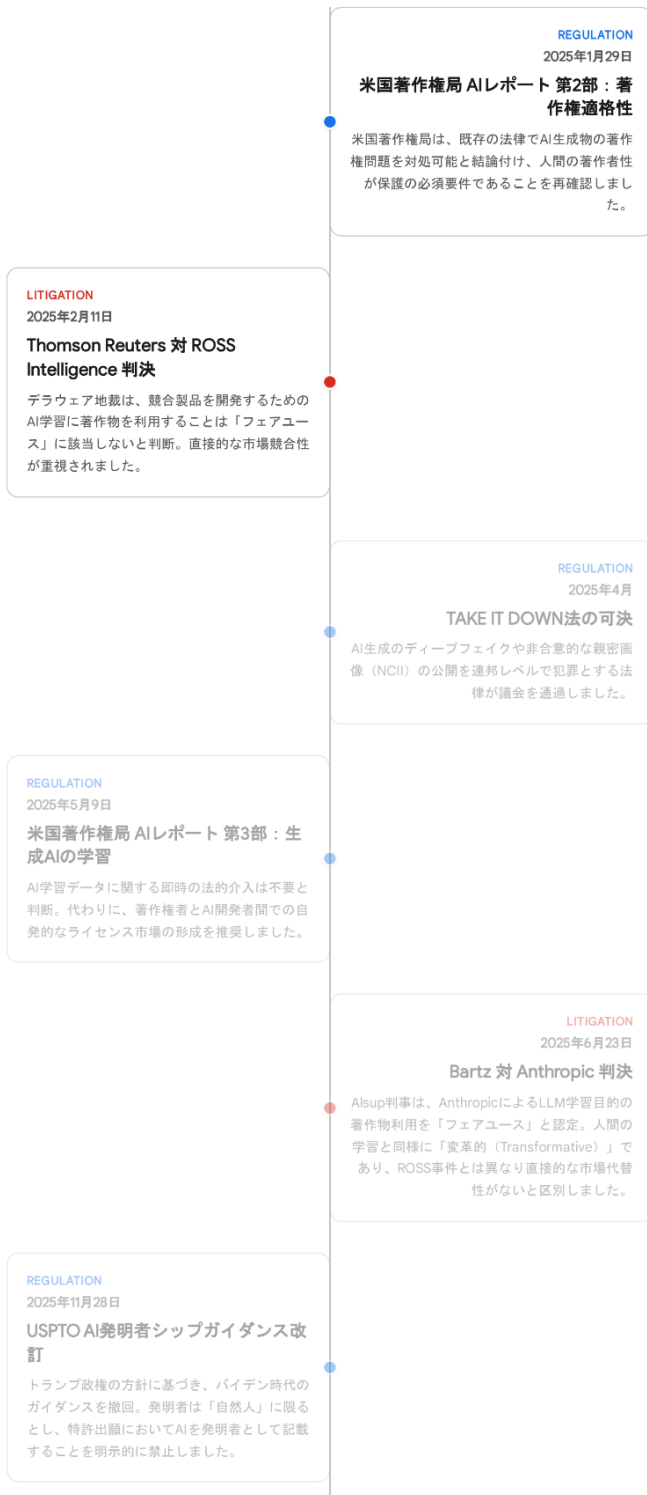 REGULATION
2025年1月29日
米国著作権局 AIレポート 第2部：著
作権適格性
米国著作権局は、既存の法律でAI生成物の著作
権問題を対処可能と結論付け、人間の著作者性
が保護の必須要件であることを再確認しまし
た。
LITIGATION
2025年2月11日
Thomson Reuters 対 ROSS
Intelligence 判決
デラウェア地裁は、競合製品を開発するための
AI学習に著作物を利用することは「フェアユー
ス」に該当しないと判断。直接的な市場競合性
が重視されました。
REGULATION
2025年4月
TAKE IT DOWN法の可決
AI生成のディープフェイクや非合意的な親密画
像（NCII）の公開を連邦レベルで犯罪とする法
律が議会を通過しました。
REGULATION
2025年5月9日
米国著作権局 AIレポート 第3部：生
成AIの学習
AI学習データに関する即時の法的介入は不要と
判断。代わりに、著作権者とAI開発者間での自
発的なライセンス市場の形成を推奨しました。
LITIGATION
2025年6月23日
Bartz 対 Anthropic 判決
Alsup判事は、AnthropicによるLLM学習目的の
著作物利用を「フェアユース」と認定。人間の
学習と同様に「変革的（Transformative）」で
あり、ROSS事件とは異なり直接的な市場代替
性がないと区別しました。
REGULATION
2025年11月28日
USPTO AI発明者シップガイダンス改
訂
トランプ政権の方針に基づき、バイデン時代の
ガイダンスを撤回。発明者は「自然人」に限る
とし、特許出願においてAIを発明者として記載
することを明示的に禁止しました。